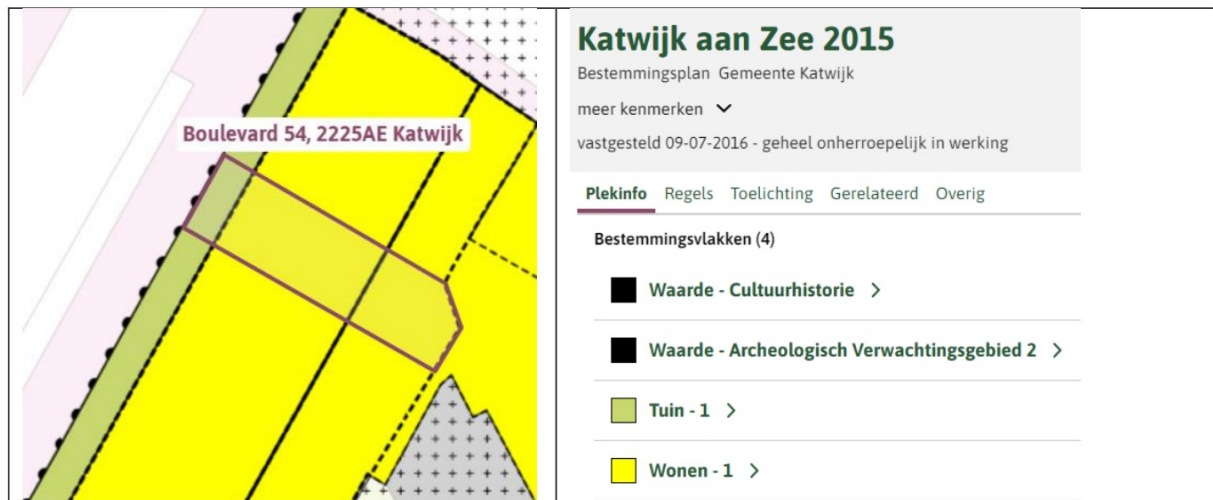 Boulevard 54, 2225AE Katwijk
Katwijk aan Zee 2015
Bestemmingsplan Gemeente Katwijk
meer kenmerken
vastgesteld 09-07-2016 - geheel onherroepelijk in werking
Plekinfo Regels Toelichting Gerelateerd Overig
Bestemmingsvlakken (4)
Waarde - Cultuurhistorie
Waarde - Archeologisch Verwachtingsgebied 2
Tuin - 1
Wonen - 1